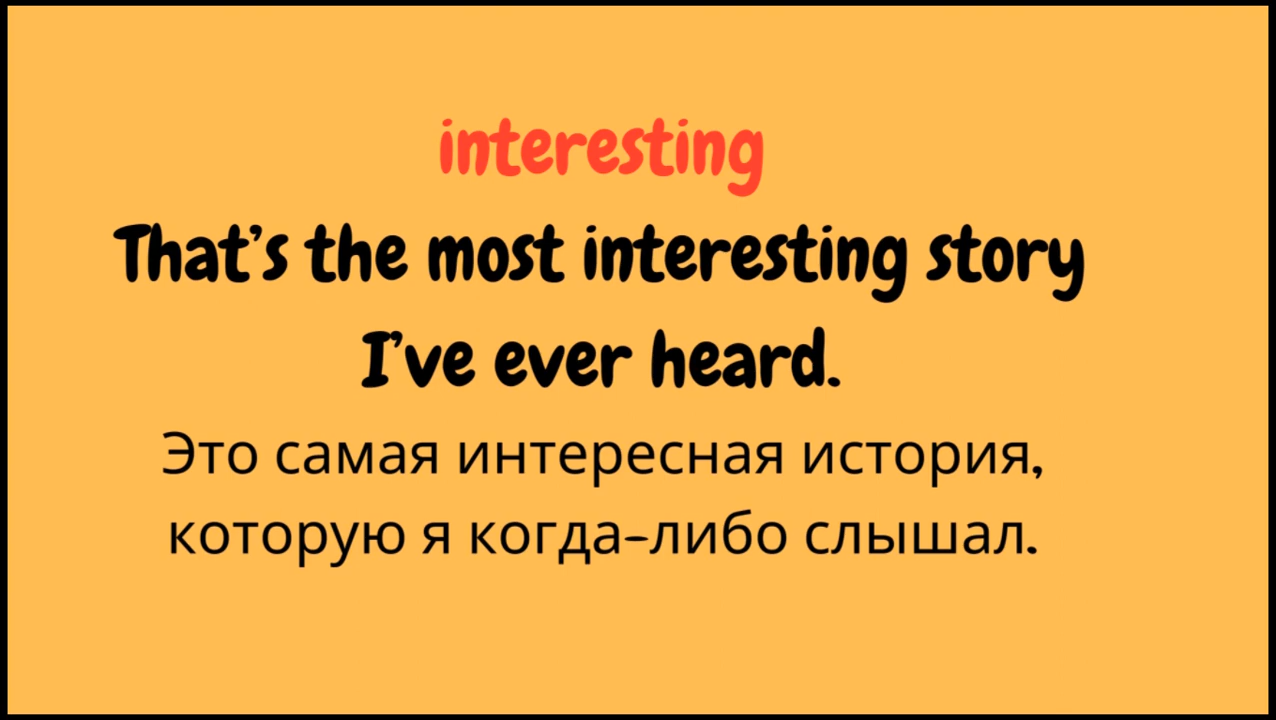 interesting
That's the most interesting story
I've ever heard.
Это самая интересная история,
которую я когда-либо слышал.